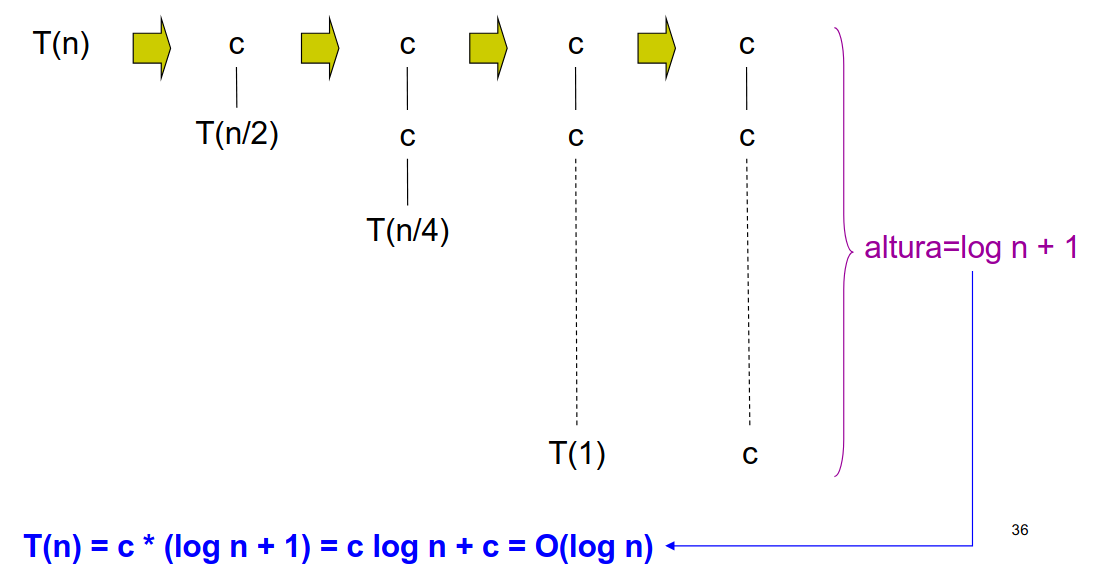 T(n) c c c c
T(n/2) c c c
T(n/4)
altura=log n + 1
T(1) c
36
T(n) = c * (log n + 1) = c log n + c = O(log n)